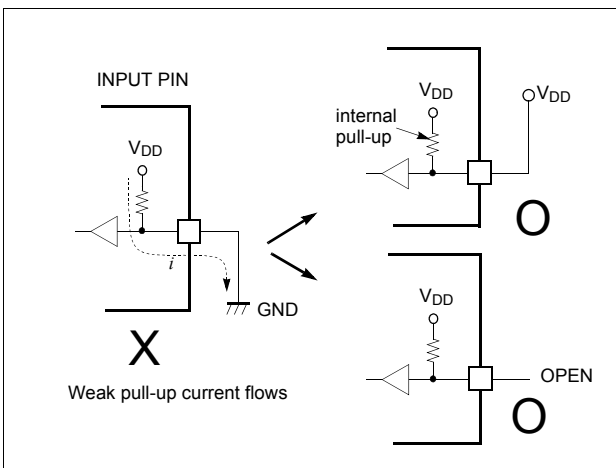 INPUT PIN
VDD
i
GND
X
Weak pull-up current flows
VDD
internal
pull-up
VDD
O
VDD
OPEN
O